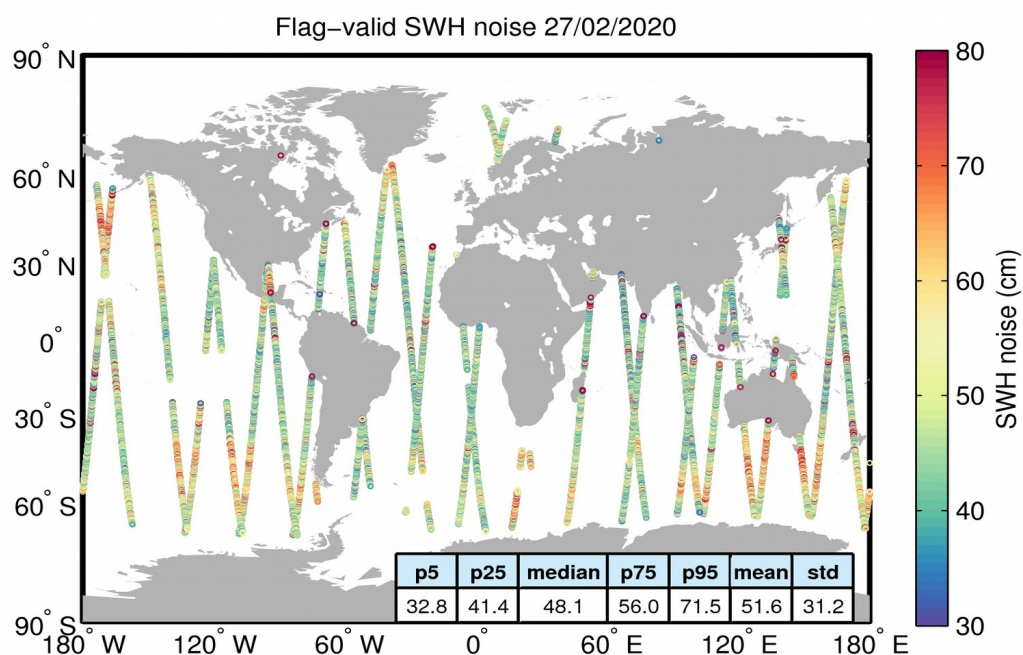 Flag−valid SWH noise 27/02/2020
90° N
60° N
30° N
0°
30° S
60° S
90° S
180° W
120° W
60° W
0°
60° E
120° E
180° E
80
70
60
50
40
30
SWH noise (cm)
p5 p25 median p75 p95 mean std
32.8 41.4 48.1 56.0 71.5 51.6 31.2